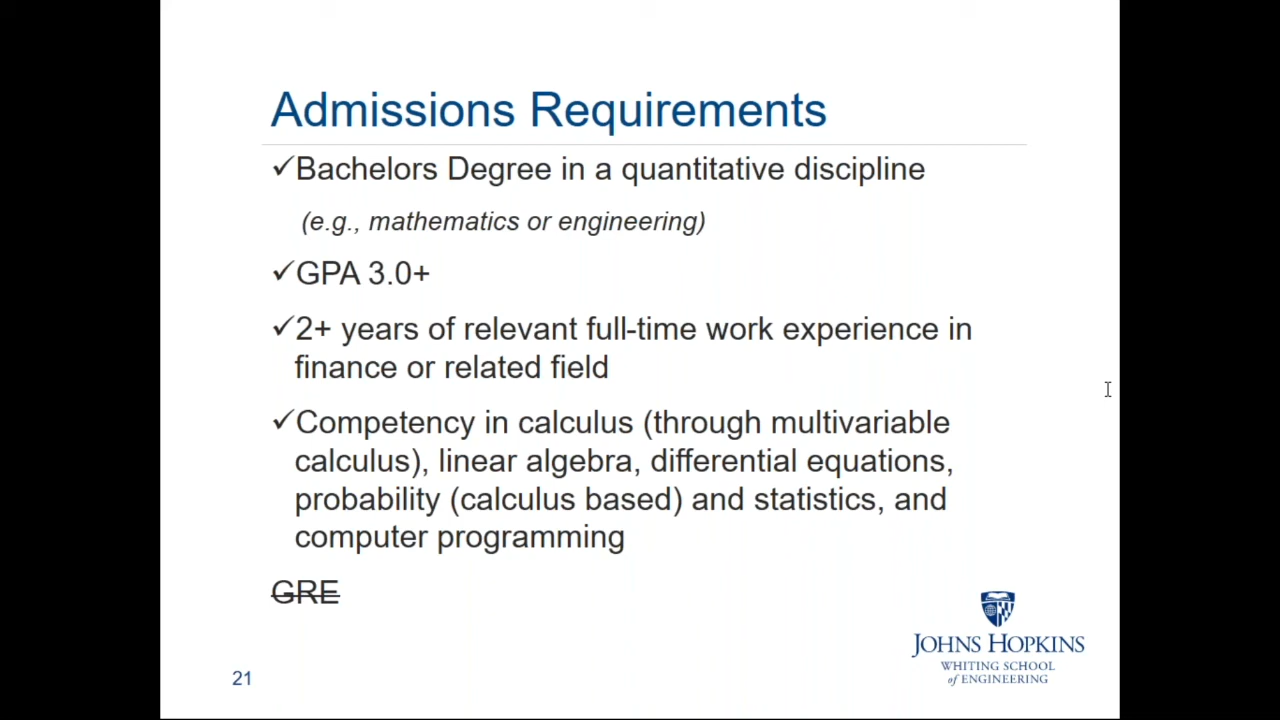 Admissions Requirements
✓Bachelors Degree in a quantitative discipline
(e.g., mathematics or engineering)
✓GPA 3.0+
✓2+ years of relevant full-time work experience in
finance or related field
✓Competency in calculus (through multivariable
calculus), linear algebra, differential equations,
probability (calculus based) and statistics, and
computer programming
GRE
21
JOHNS HOPKINS
WHITING SCHOOL
of ENGINEERING